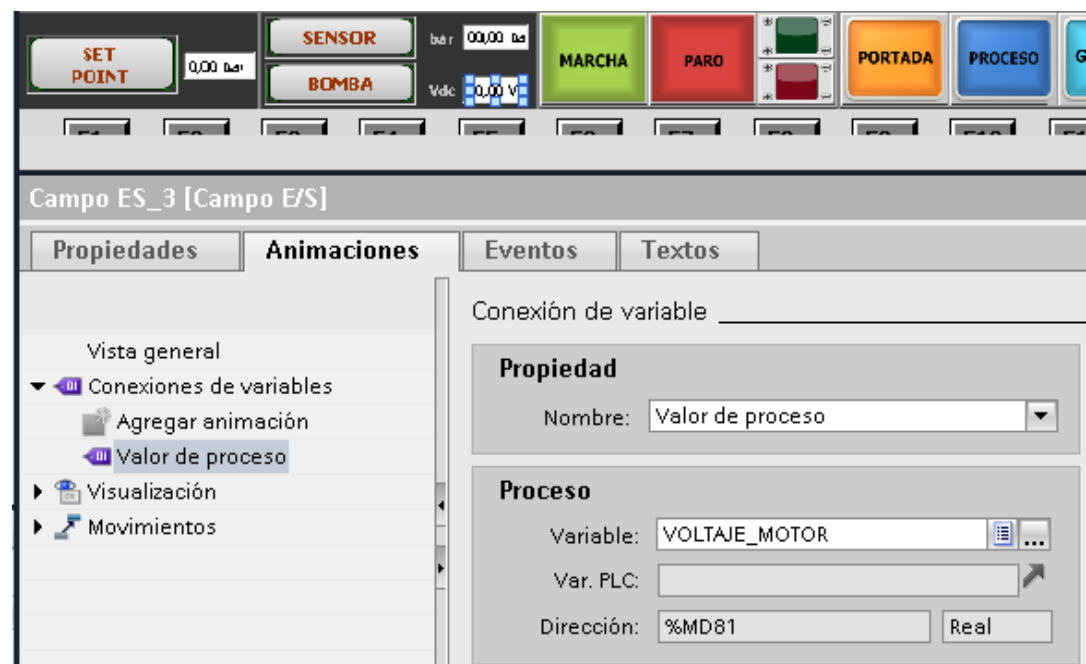 SET
POINT
0,00 bar
SENSOR
BOMBA
bar
00,00 ba
Vdc
0,00 V
MARCHA
PARO
PORTADA
PROCESO
G
Campo ES_3 [Campo E/S]
Propiedades
Animaciones
Eventos
Textos
Conexión de variable
Vista general
Conexiones de variables
Agregar animación
Valor de proceso
Visualización
Movimientos
Propiedad
Nombre: Valor de proceso
Proceso
Variable: VOLTAJE_MOTOR
...
Var. PLC:
Dirección: %MD81 Real